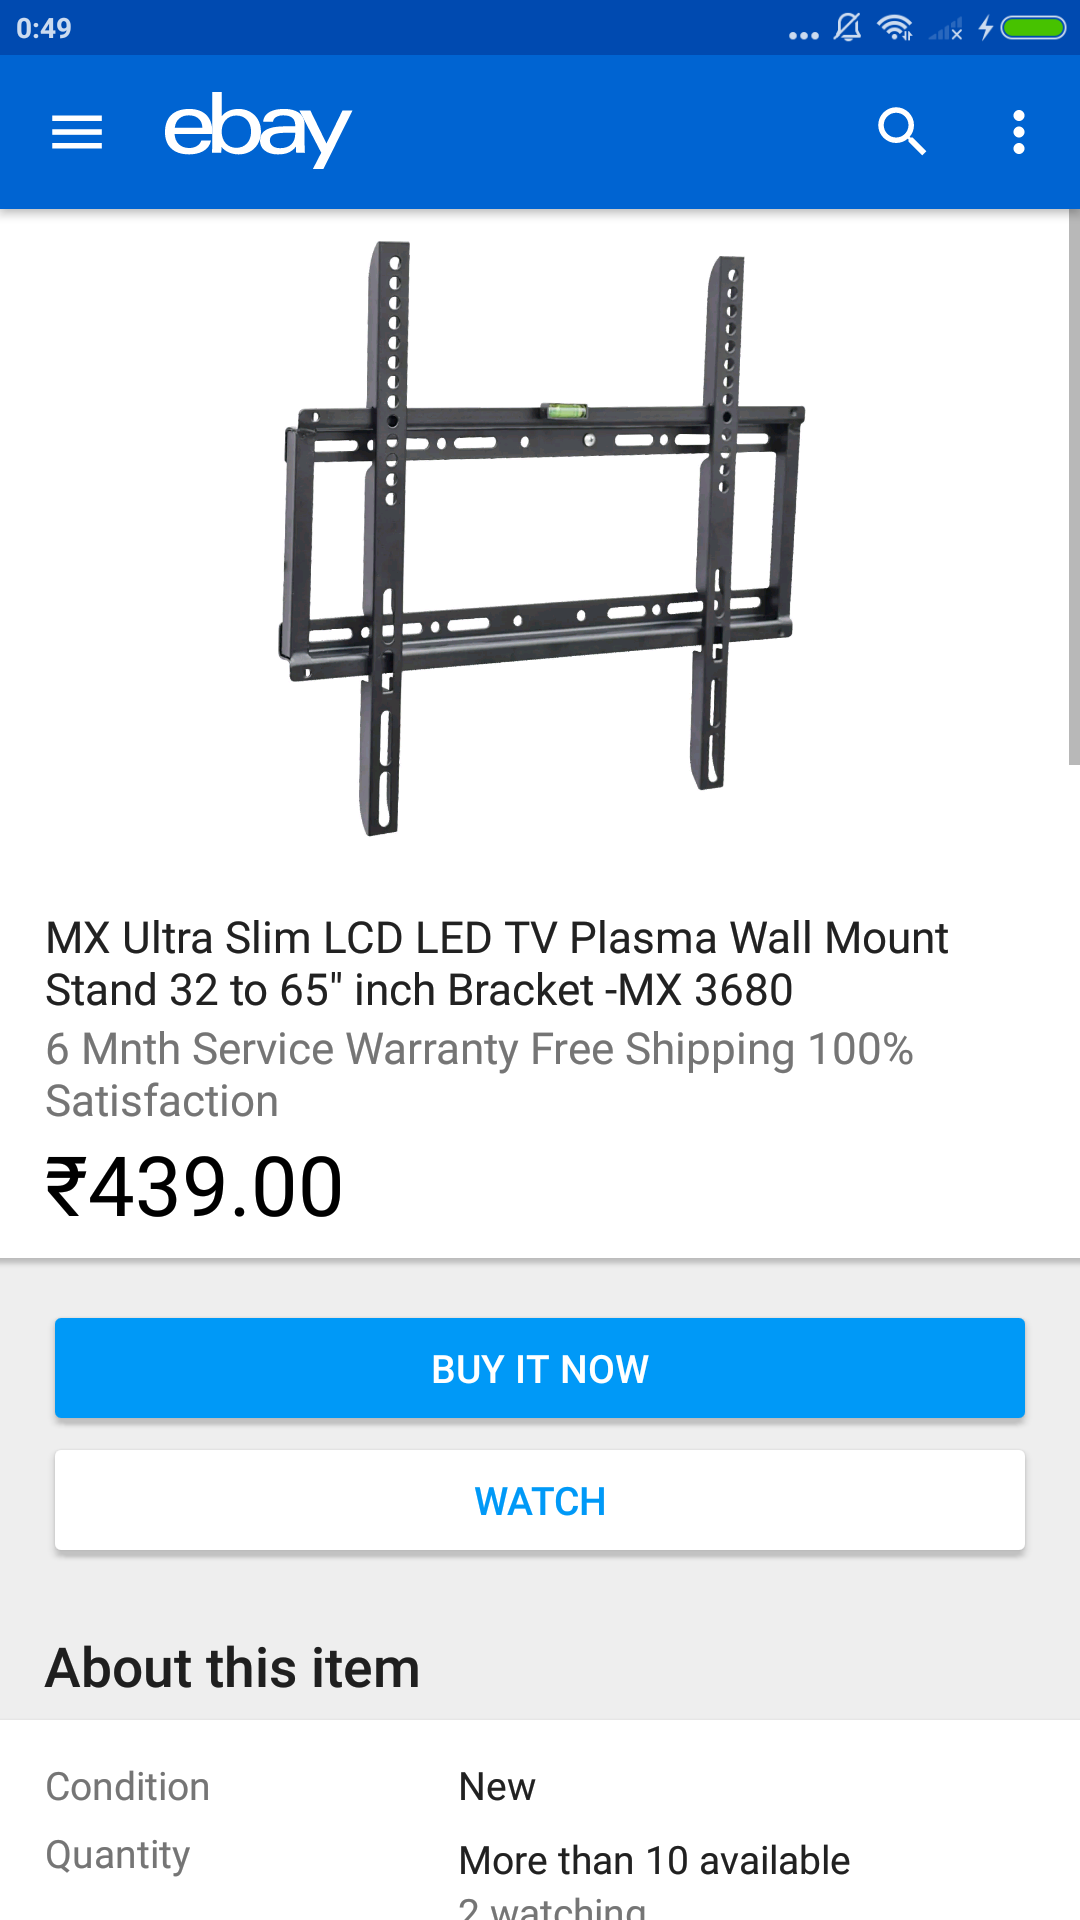 0:49
ebay
MX Ultra Slim LCD LED TV Plasma Wall Mount
Stand 32 to 65" inch Bracket -MX 3680
6 Mnth Service Warranty Free Shipping 100%
Satisfaction
₹439.00
BUY IT NOW
WATCH
About this item
Condition New
Quantity More than 10 available
2 watching